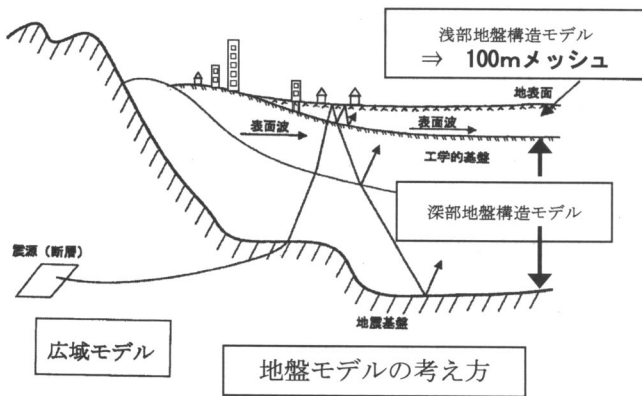 浅部地盤構造モデル
⇒ 100mメッシュ
地表面
表面波
表面波
工学的基盤
深部地盤構造モデル
震源（断層）
地震基盤
広域モデル
地盤モデルの考え方